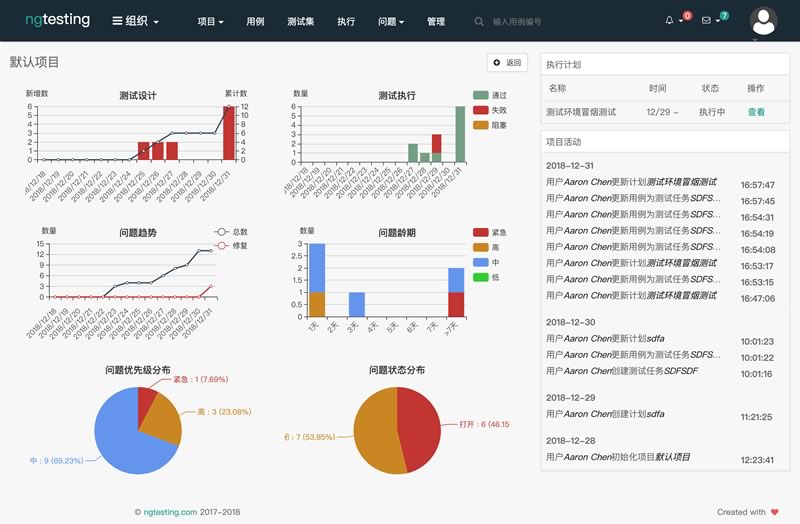 ngtesting
组织
项目
用例
测试集
执行
问题
管理
输入用例编号
0
7
默认项目
返回
新增数
测试设计
累计数
6
5
4
3
2
1
0
12
10
8
6
4
2
0
2018/12/19
2018/12/20
2018/12/21
2018/12/22
2018/12/23
2018/12/24
2018/12/25
2018/12/26
2018/12/27
2018/12/28
2018/12/29
2018/12/30
2018/12/31
数量
测试执行
通过
失败
阻塞
6
5
4
3
2
1
0
2018/12/19
2018/12/20
2018/12/21
2018/12/22
2018/12/23
2018/12/24
2018/12/25
2018/12/26
2018/12/27
2018/12/28
2018/12/29
2018/12/30
2018/12/31
数量
问题趋势
总数
修复
15
12
9
6
3
0
2018/12/18
2018/12/19
2018/12/20
2018/12/21
2018/12/22
2018/12/23
2018/12/24
2018/12/25
2018/12/26
2018/12/27
2018/12/28
2018/12/29
2018/12/30
2018/12/31
数量
问题龄期
紧急
高
中
低
3
2.5
2
1.5
1
0.5
0
1天
2天
3天
4天
5天
6天
7天
>7天
问题优先级分布
紧急：1 (7.69%)
高：3 (23.08%)
中：9 (69.23%)
问题状态分布
打开：6 (46.15
：7 (53.85%)
执行计划
名称 时间 状态 操作
测试环境冒烟测试 12/29 – 执行中 查看
项目活动
2018-12-31
用户Aaron Chen更新计划测试环境冒烟测试 16:57:47
用户Aaron Chen更新用例为测试任务SDFS... 16:57:45
用户Aaron Chen更新用例为测试任务SDFS... 16:54:31
用户Aaron Chen更新用例为测试任务SDFS... 16:54:19
用户Aaron Chen更新用例为测试任务SDFS... 16:54:08
用户Aaron Chen更新计划测试环境冒烟测试 16:53:17
用户Aaron Chen更新用例为测试任务SDFS... 16:53:15
用户Aaron Chen更新计划测试环境冒烟测试 16:47:06
2018-12-30
用户Aaron Chen更新计划sdfa 10:01:23
用户Aaron Chen更新用例为测试任务SDFS... 10:01:22
用户Aaron Chen创建测试任务SDFSDF 10:01:16
2018-12-29
用户Aaron Chen创建计划sdfa 11:21:25
2018-12-28
用户Aaron Chen初始化项目默认项目 12:23:41
© ngtesting.com 2017-2018
Created with